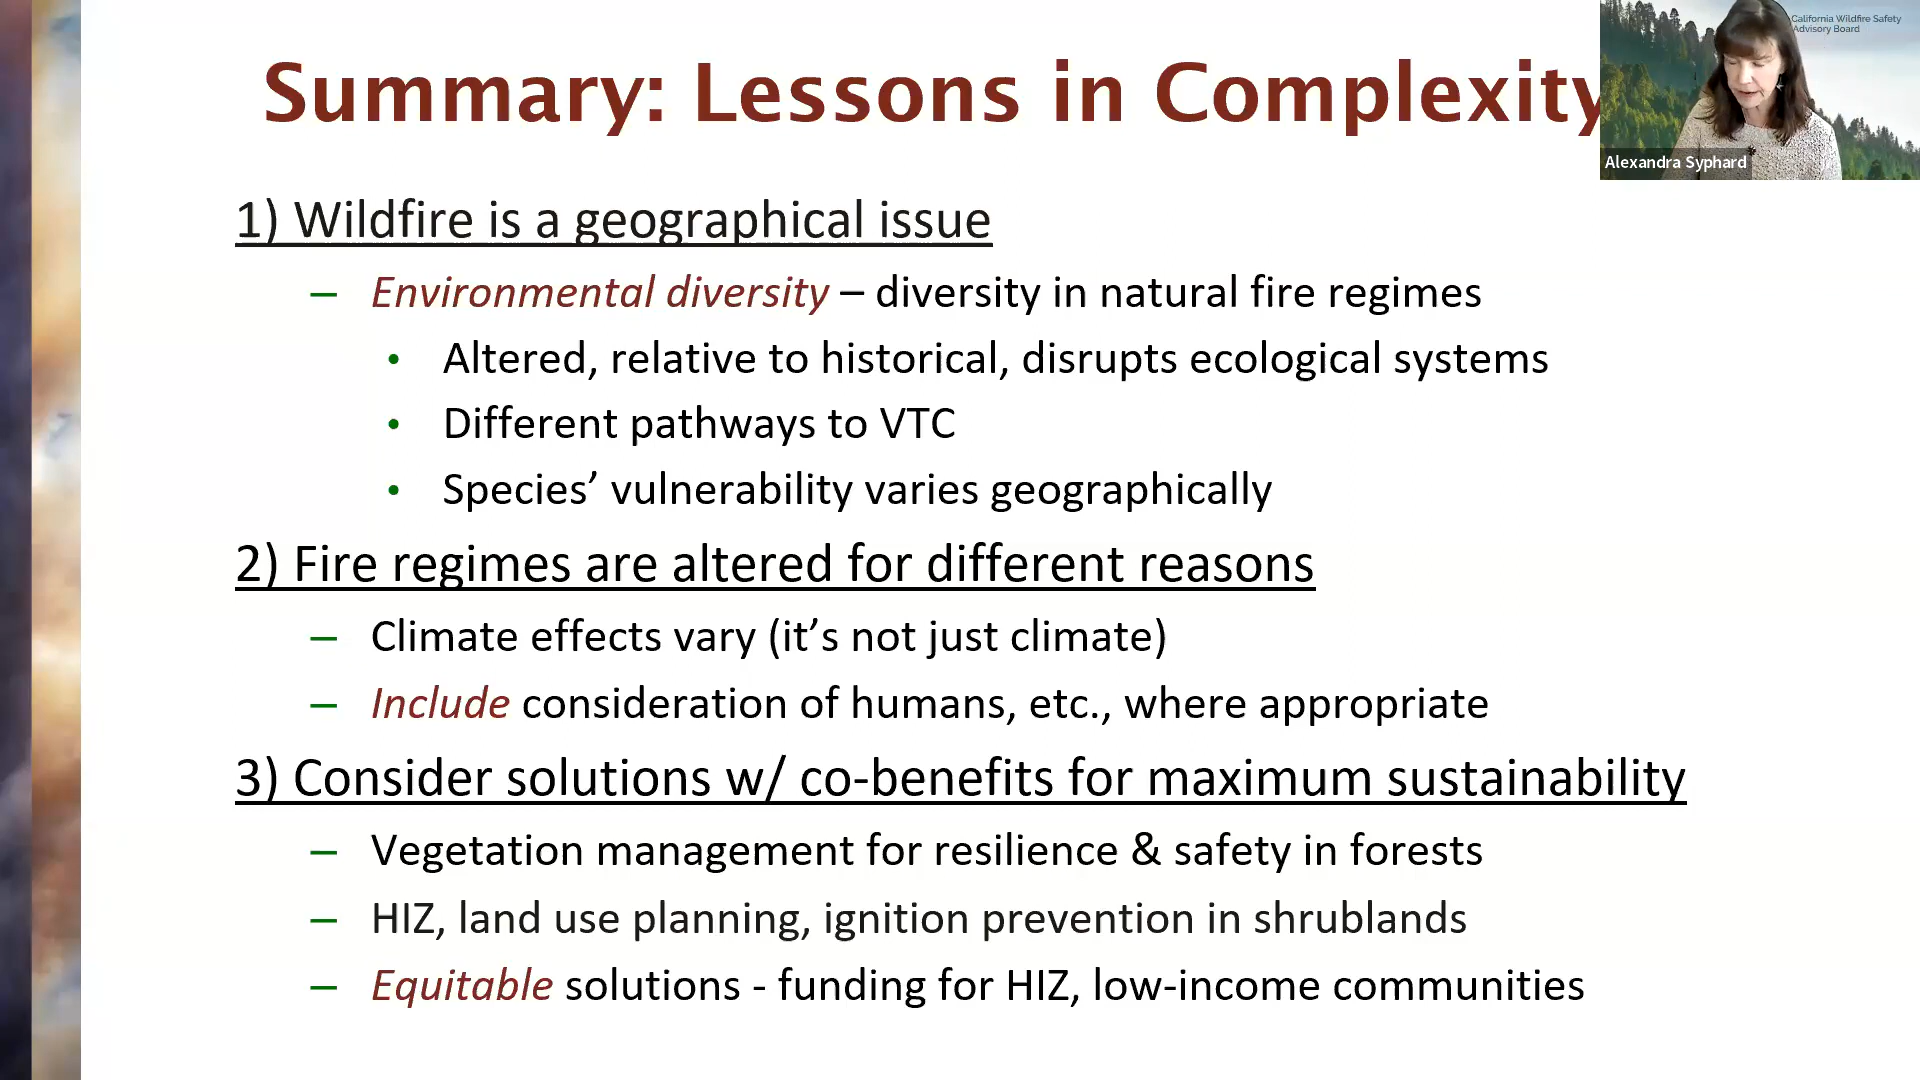 Summary: Lessons in Complexity
California Wildfire Safety
Advisory Board
Alexandra Syphard
1) Wildfire is a geographical issue
– Environmental diversity – diversity in natural fire regimes
• Altered, relative to historical, disrupts ecological systems
• Different pathways to VTC
• Species’ vulnerability varies geographically
2) Fire regimes are altered for different reasons
– Climate effects vary (it’s not just climate)
– Include consideration of humans, etc., where appropriate
3) Consider solutions w/ co-benefits for maximum sustainability
– Vegetation management for resilience & safety in forests
– HIZ, land use planning, ignition prevention in shrublands
– Equitable solutions - funding for HIZ, low-income communities